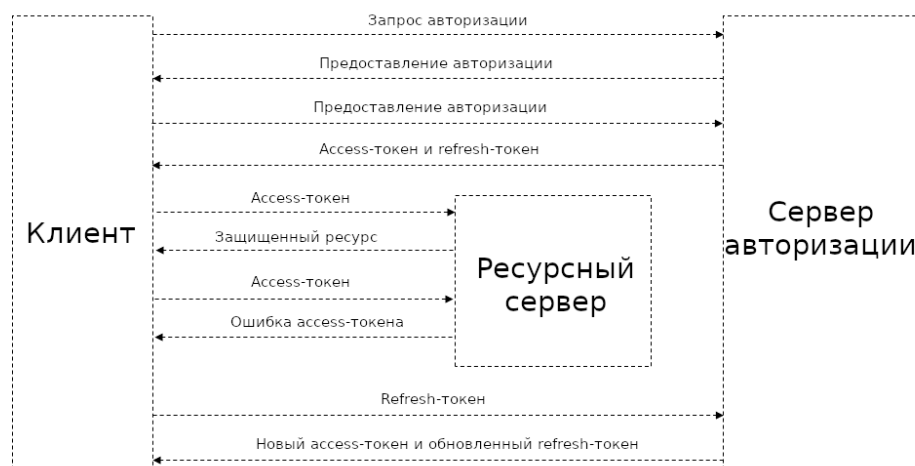 Запрос авторизации
Предоставление авторизации
Предоставление авторизации
Access-токен и refresh-токен
Access-токен
Клиент
Защищенный ресурс
Ресурсный
сервер
Сервер
авторизации
Access-токен
Ошибка access-токена
Refresh-токен
Новый access-токен и обновленный refresh-токен